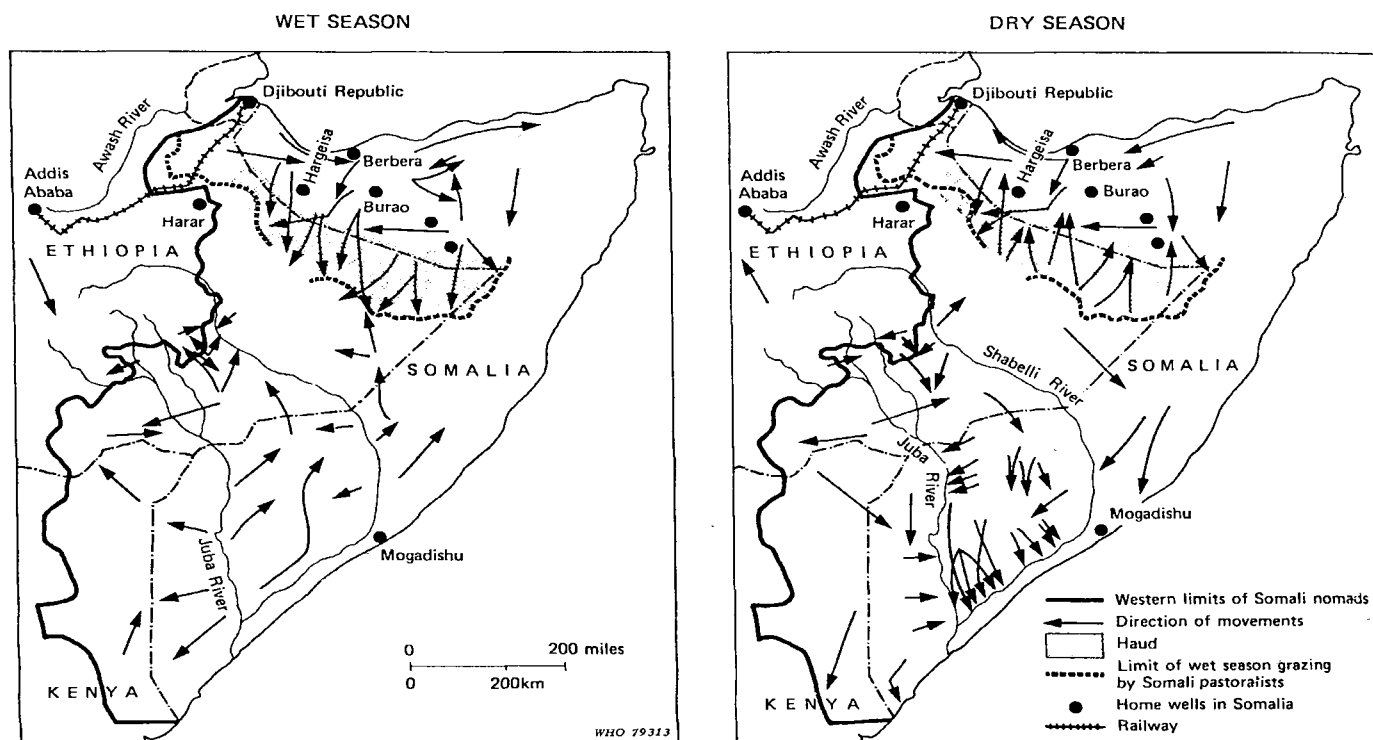 WET SEASON
Djibouti Republic
Awash River
Hargeisa
Berbera
Addis
Ababa
Burao
Harar
ETHIOPIA
SOMALIA
Juba River
Mogadishu
0 200 miles
0 200km
KENYA
WHO 79313
DRY SEASON
Djibouti Republic
Awash River
Hargeisa
Berbera
Addis
Ababa
Burao
Harar
ETHIOPIA
Shabelli River
SOMALIA
Juba
River
Mogadishu
KENYA
Western limits of Somali nomads
Direction of movements
Haud
Limit of wet season grazing
by Somali pastoralists
Home wells in Somalia
Railway